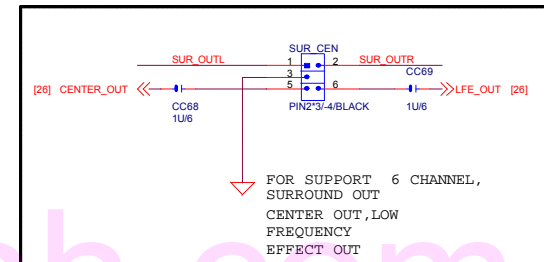 SUR_CEN
SUR_OUTL 1 2 SUR_OUTR
3 CC69
[26] CENTER_OUT 5 6 LFE_OUT [26]
CC68 PIN2*3/-4/BLACK 1U/6
1U/6
FOR SUPPORT 6 CHANNEL,
SURROUND OUT
CENTER OUT,LOW
FREQUENCY
EFFECT OUT